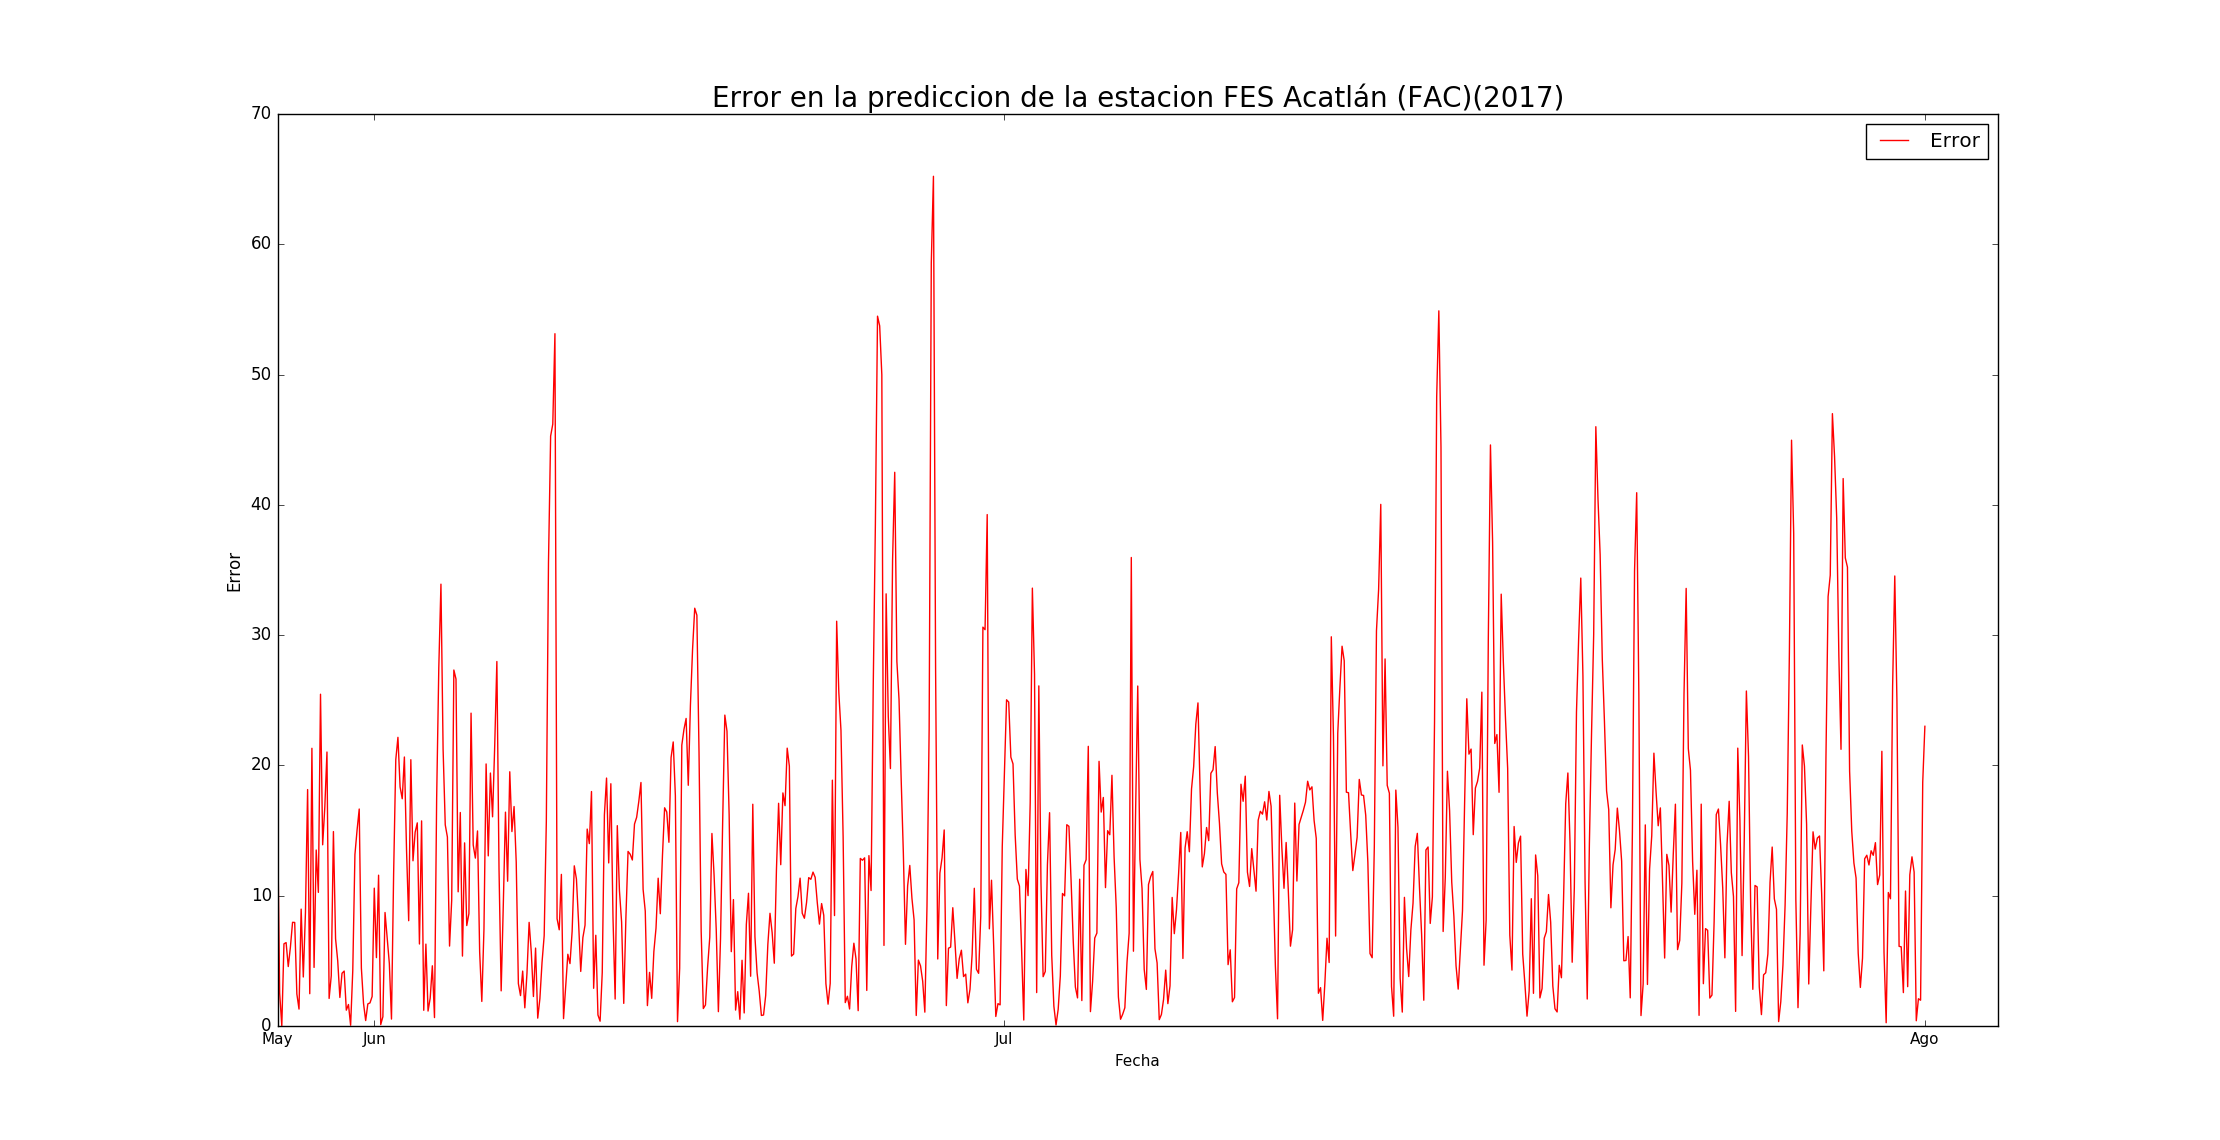 Error en la prediccion de la estacion FES Acatlán (FAC)(2017)
Error
70
60
50
40
30
20
10
0
Error
May Jun Jul Ago
Fecha